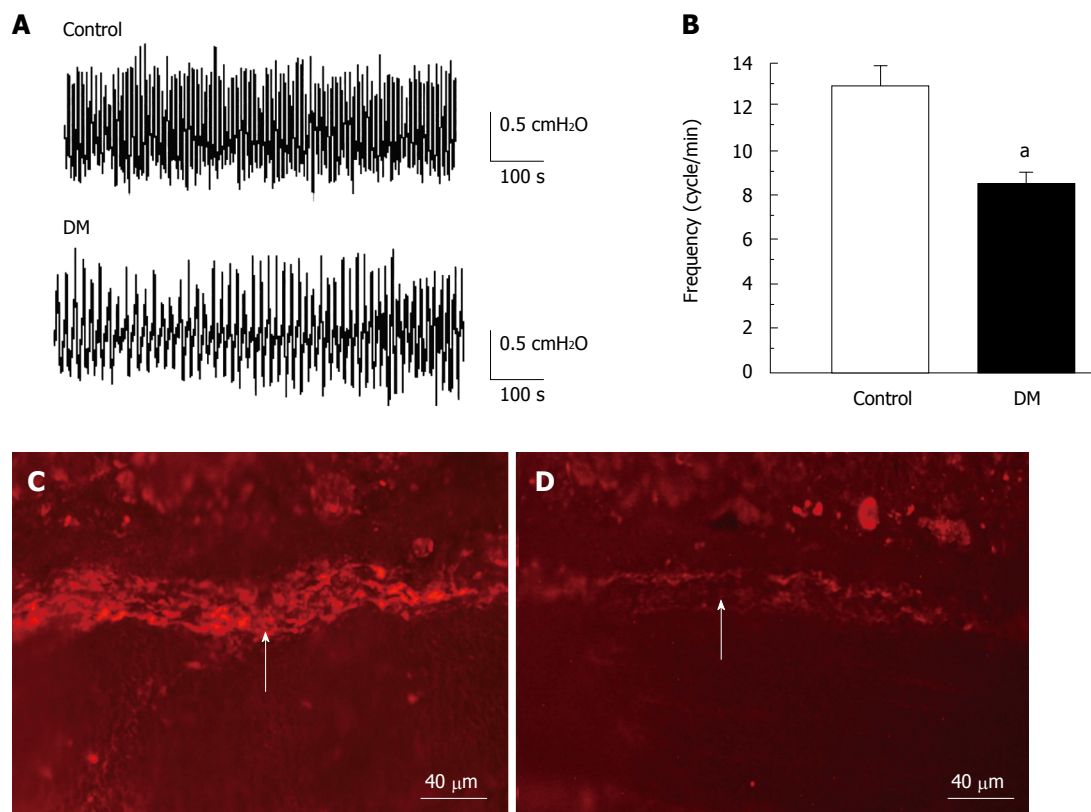 A
Control
0.5 cmH₂O
100 s
DM
0.5 cmH₂O
100 s
B
Frequency (cycle/min)
14
12
10
8
6
4
2
0
a
Control
DM
C
40 μm
D
40 μm